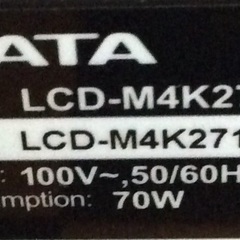 ATA
LCD-M4K27
LCD-M4K271
: 100V~,50/60H
mption: 70W